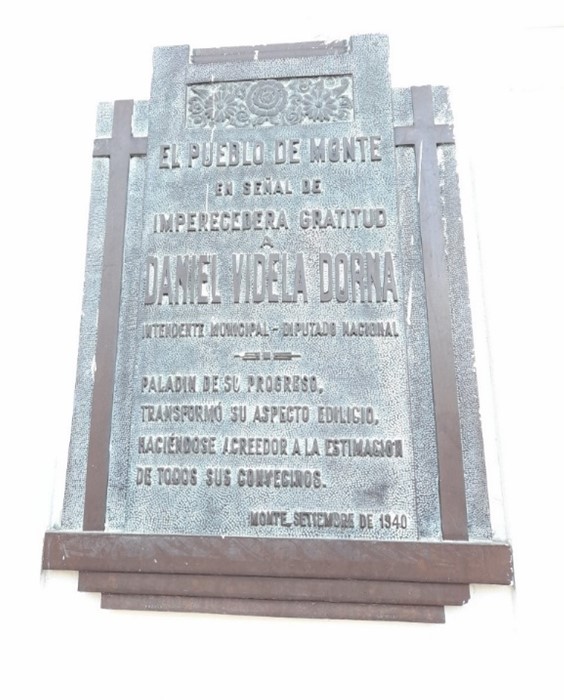 EL PUEBLO DE MONTE
EN SEÑAL DE
IMPERECEDERA GRATITUD
A
DANIEL VIDELA DORNA
INTENDENTE MUNICIPAL - DIPUTADO NACIONAL
PALADIN DE SU PROGRESO,
TRANSFORMÓ SU ASPECTO EDILICIO,
HACIÉNDOSE ACREEDOR A LA ESTIMACION
DE TODOS SUS CONVECINOS.
MONTE, SETIEMBRE DE 1940